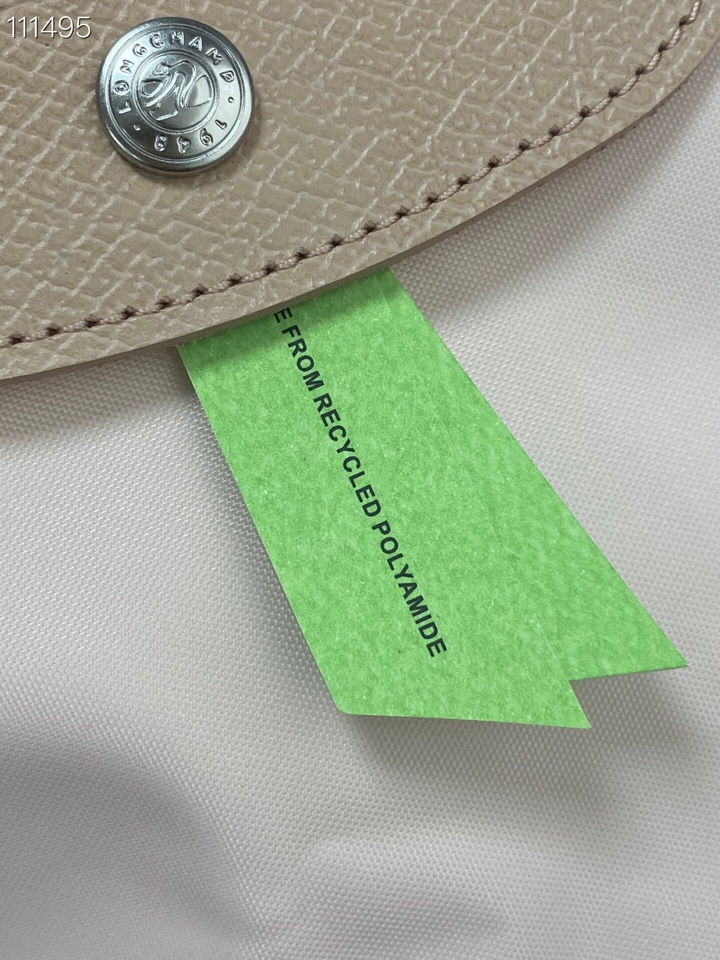 111495
LONGCHAMP · 1948 ·
E FROM RECYCLED POLYAMIDE